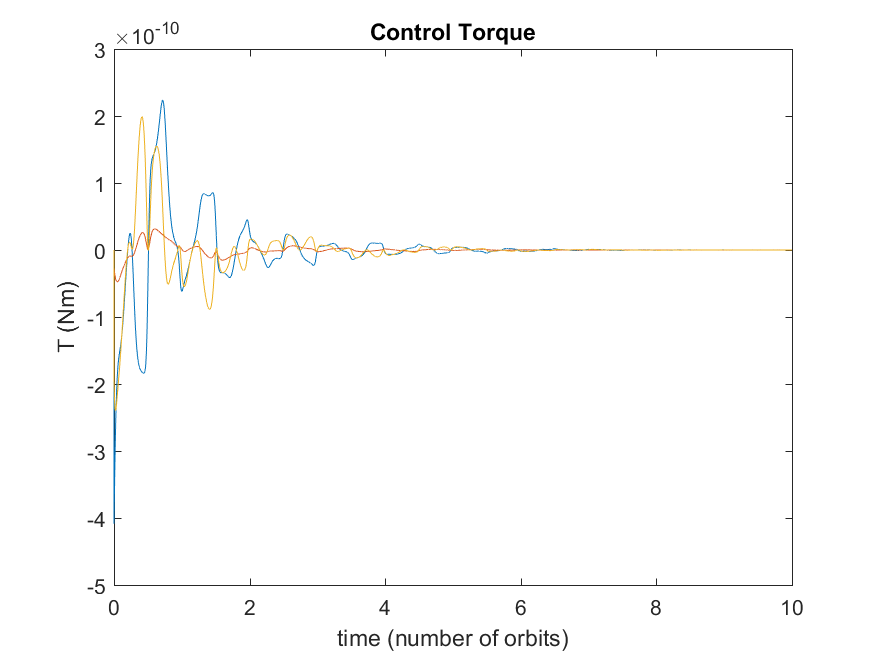 Control Torque
×10-10
3
2
1
0
-1
-2
-3
-4
-5
T (Nm)
0 2 4 6 8 10
time (number of orbits)